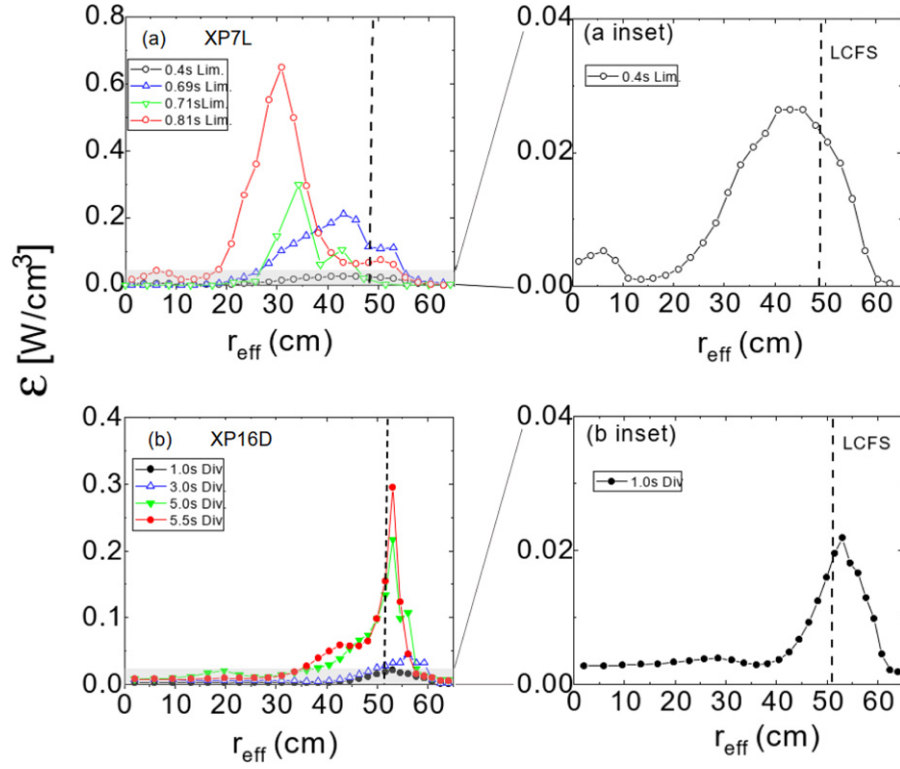 (a) XP7L
0.4s Lim.
0.69s Lim.
0.71sLim.
0.81s Lim.
0.8
0.6
0.4
0.2
0.0
0 10 20 30 40 50 60
r_eff (cm)
(a inset)
LCFS
0.4s Lim.
0.04
0.02
0.00
0 10 20 30 40 50 60
r_eff (cm)
ε [W/cm³]
(b) XP16D
1.0s Div.
3.0s Div.
5.0s Div.
5.5s Div.
0.4
0.3
0.2
0.1
0.0
0 10 20 30 40 50 60
r_eff (cm)
(b inset)
LCFS
1.0s Div
0.04
0.02
0.00
0 10 20 30 40 50 60
r_eff (cm)